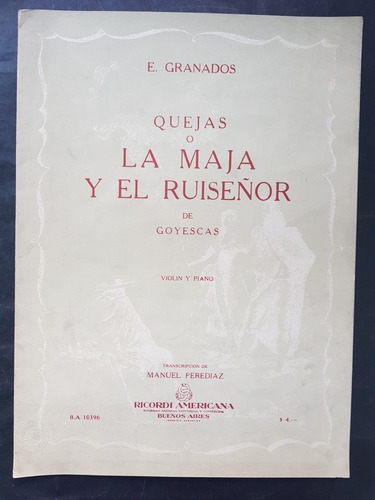 E. GRANADOS
QUEJAS
O
LA MAJA
Y EL RUISEÑOR
DE
GOYESCAS
VIOLIN Y PIANO
TRANSCRIPCION DE
MANUEL PEREDIAZ
RICORDI AMERICANA
BUENOS AIRES
B.A. 10396
$ 4.—